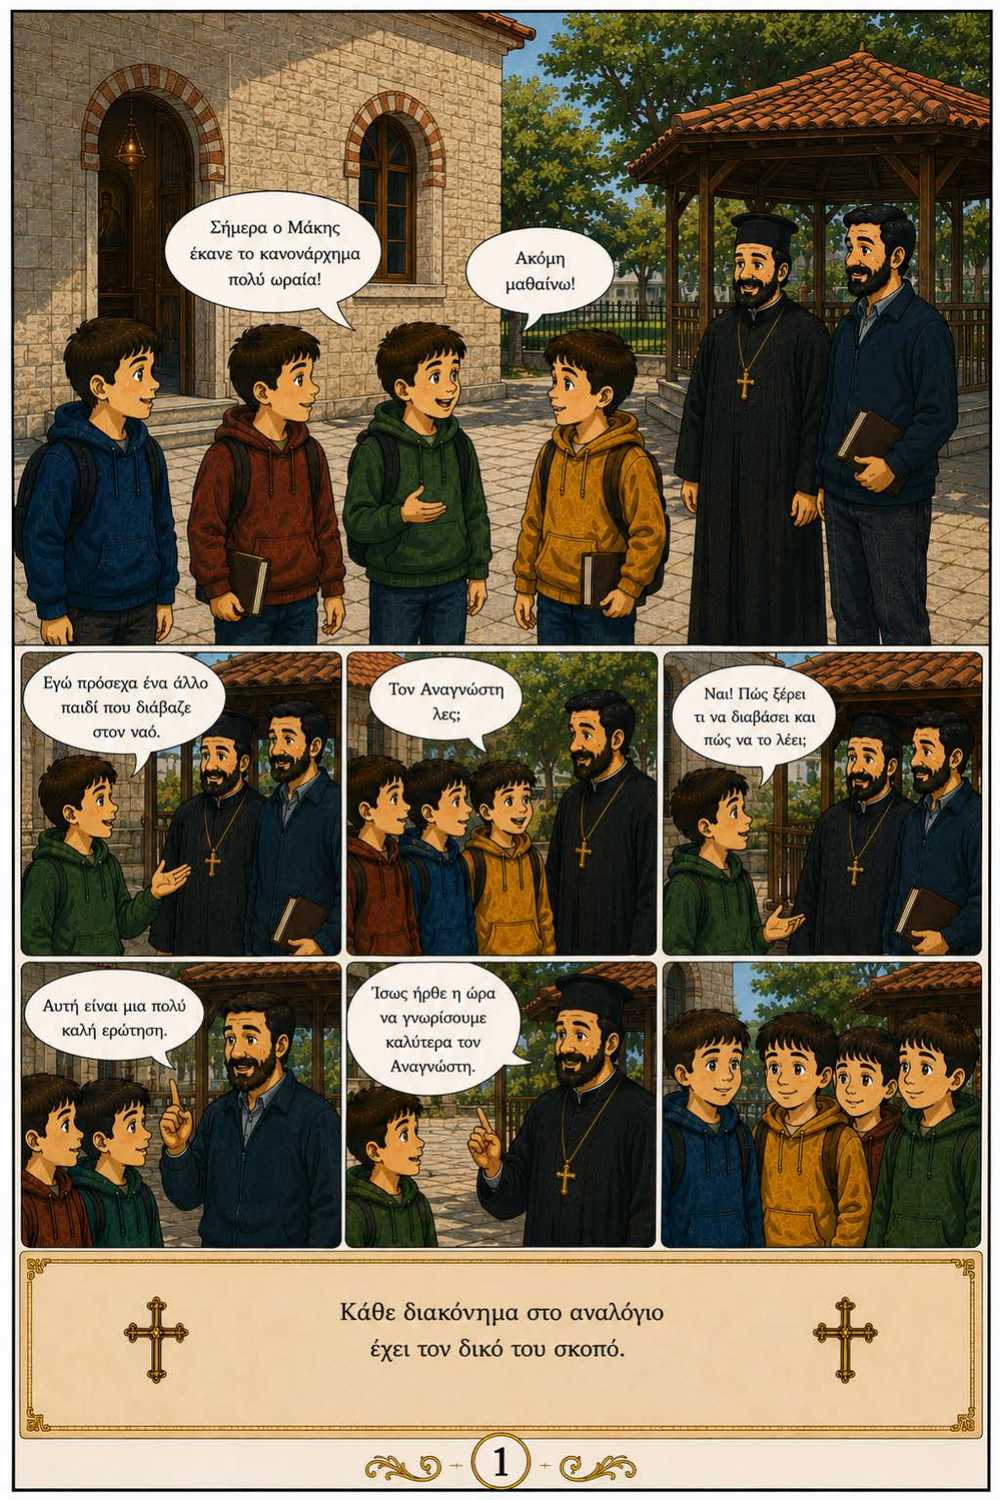 Σήμερα ο Μάκης
έκανε το κανονάρχημα
πολύ ωραία!
Ακόμη
μαθαίνω!
Εγώ πρόσεχα ένα άλλο
παιδί που διάβαζε
στον ναό.
Τον Αναγνώστη
λες;
Ναι! Πώς ξέρει
τι να διαβάσει και
πώς να το λέει;
Αυτή είναι μια πολύ
καλή ερώτηση.
Ίσως ήρθε η ώρα
να γνωρίσουμε
καλύτερα τον
Αναγνώστη.
Κάθε διακόνημα στο αναλόγιο
έχει τον δικό του σκοπό.
1